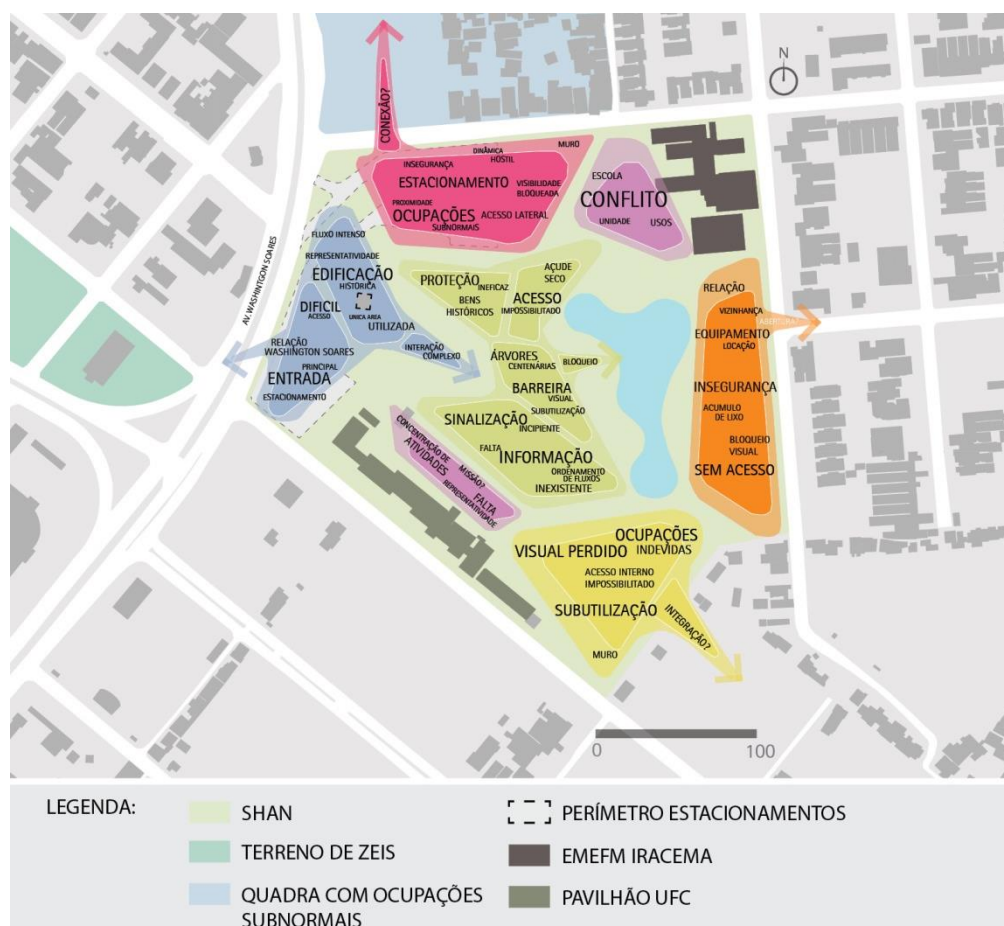 N
CONEXÃO?
MURO
DINÂMICA
HOSTIL
INSEGURANÇA
ESTACIONAMENTO
VISIBILIDADE
BLOQUEADA
PROXIMIDADE
OCUPAÇÕES
SUBNORMAIS
ACESSO LATERAL
ESCOLA
CONFLITO
UNIDADE
USOS
FLUXO INTENSO
REPRESENTATIVIDADE
EDIFICAÇÃO
HISTÓRICA
DIFICIL
ACESSO
UNICA AREA
UTILIZADA
RELAÇÃO
WASHINGTON SOARES
INTERAÇÃO
COMPLEXO
PRINCIPAL
ENTRADA
ESTACIONAMENTO
AV. WASHINTGON SOARES
PROTEÇÃO
INEFICAZ
BENS
HISTÓRICOS
AÇUDE
SECO
ACESSO
IMPOSSIBILITADO
ÁRVORES
CENTENÁRIAS
BLOQUEIO
BARREIRA
VISUAL
SUBUTILIZAÇÃO
SINALIZAÇÃO
INCIPIENTE
FALTA
INFORMAÇÃO
ORDENAMENTO
DE FLUXOS
INEXISTENTE
RELAÇÃO
VIZINHANÇA
ABERTURA
EQUIPAMENTO
LOCAÇÃO
INSEGURANÇA
ACUMULO
DE LIXO
BLOQUEIO
VISUAL
SEM ACESSO
CONCENTRAÇÃO DE
ATIVIDADES
MISSÃO?
FALTA
REPRESENTATIVIDADE
OCUPAÇÕES
INDEVIDAS
VISUAL PERDIDO
ACESSO INTERNO
IMPOSSIBILITADO
SUBUTILIZAÇÃO
INTEGRAÇÃO?
MURO
0 100
LEGENDA:
SHAN
TERRENO DE ZEIS
QUADRA COM OCUPAÇÕES
SUBNORMAIS
PERÍMETRO ESTACIONAMENTOS
EMEFM IRACEMA
PAVILHÃO UFC